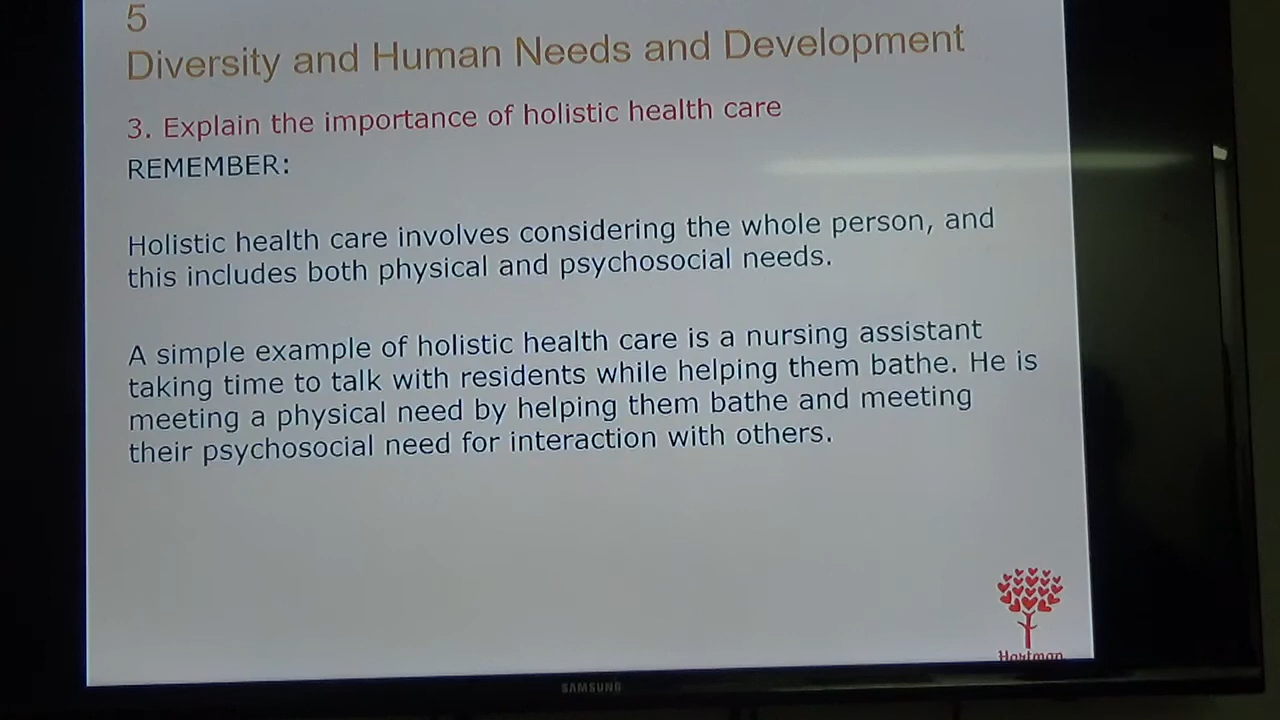 5
Diversity and Human Needs and Development
3. Explain the importance of holistic health care
REMEMBER:
Holistic health care involves considering the whole person, and
this includes both physical and psychosocial needs.
A simple example of holistic health care is a nursing assistant
taking time to talk with residents while helping them bathe. He is
meeting a physical need by helping them bathe and meeting
their psychosocial need for interaction with others.
Hartman
SAMSUNG